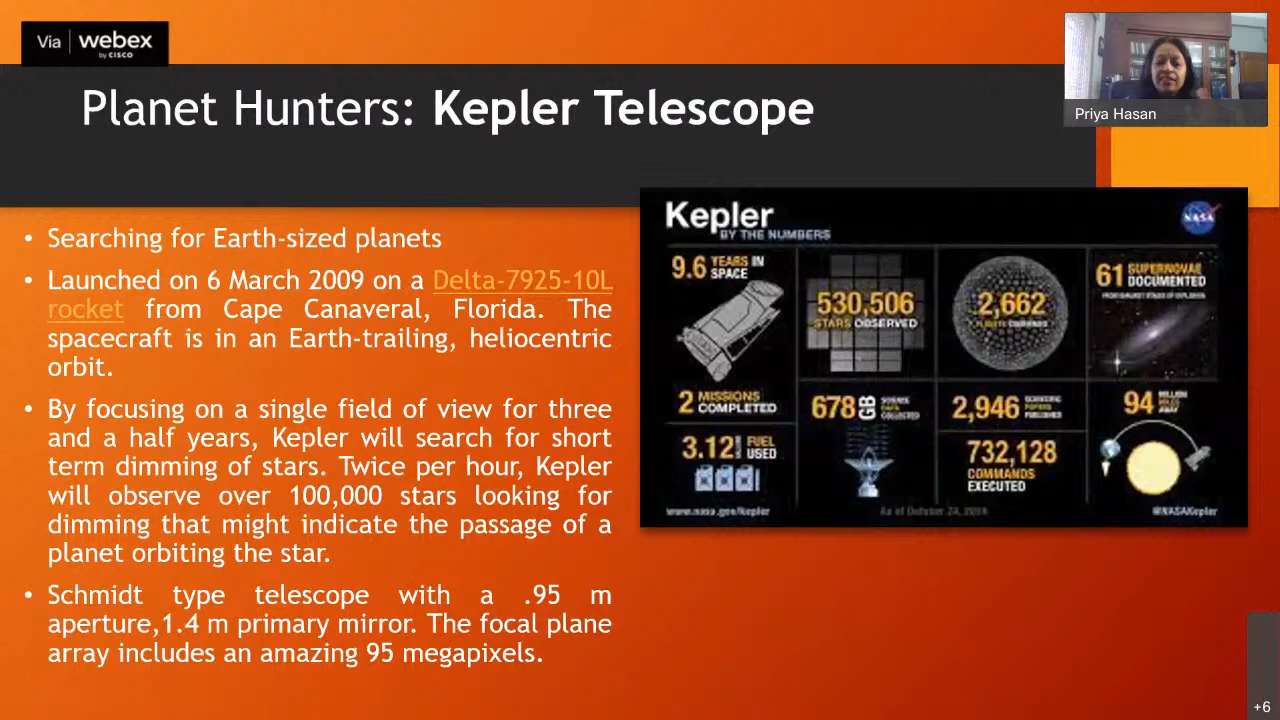 Via webex
by CISCO
Planet Hunters: Kepler Telescope
Priya Hasan
• Searching for Earth-sized planets
• Launched on 6 March 2009 on a Delta-7925-10L
rocket from Cape Canaveral, Florida. The
spacecraft is in an Earth-trailing, heliocentric
orbit.
• By focusing on a single field of view for three
and a half years, Kepler will search for short
term dimming of stars. Twice per hour, Kepler
will observe over 100,000 stars looking for
dimming that might indicate the passage of a
planet orbiting the star.
• Schmidt type telescope with a .95 m
aperture,1.4 m primary mirror. The focal plane
array includes an amazing 95 megapixels.
Kepler
BY THE NUMBERS
NASA
9.6 YEARS IN
SPACE
530,506
STARS OBSERVED
2,662
61 SUPERNOVAE
DOCUMENTED
2 MISSIONS
COMPLETED
678 GB SCIENCE
DATA
COLLECTED
2,946 SCIENTIFIC
PAPERS
PUBLISHED
94 MILLION
MILES
AWAY
3.12 FUEL
USED
732,128
COMMANDS
EXECUTED
www.nasa.gov/kepler
As of October 24,
@NASAKepler
+6